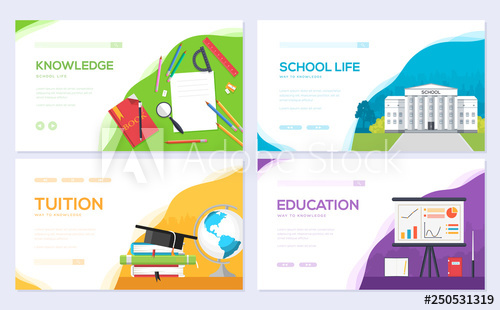 KNOWLEDGE
SCHOOL LIFE
BOOK
SCHOOL LIFE
WAY TO KNOWLEDGE
SCHOOL
TUITION
WAY TO KNOWLEDGE
EDUCATION
WAY TO KNOWLEDGE
Adobe Stock
#250531319